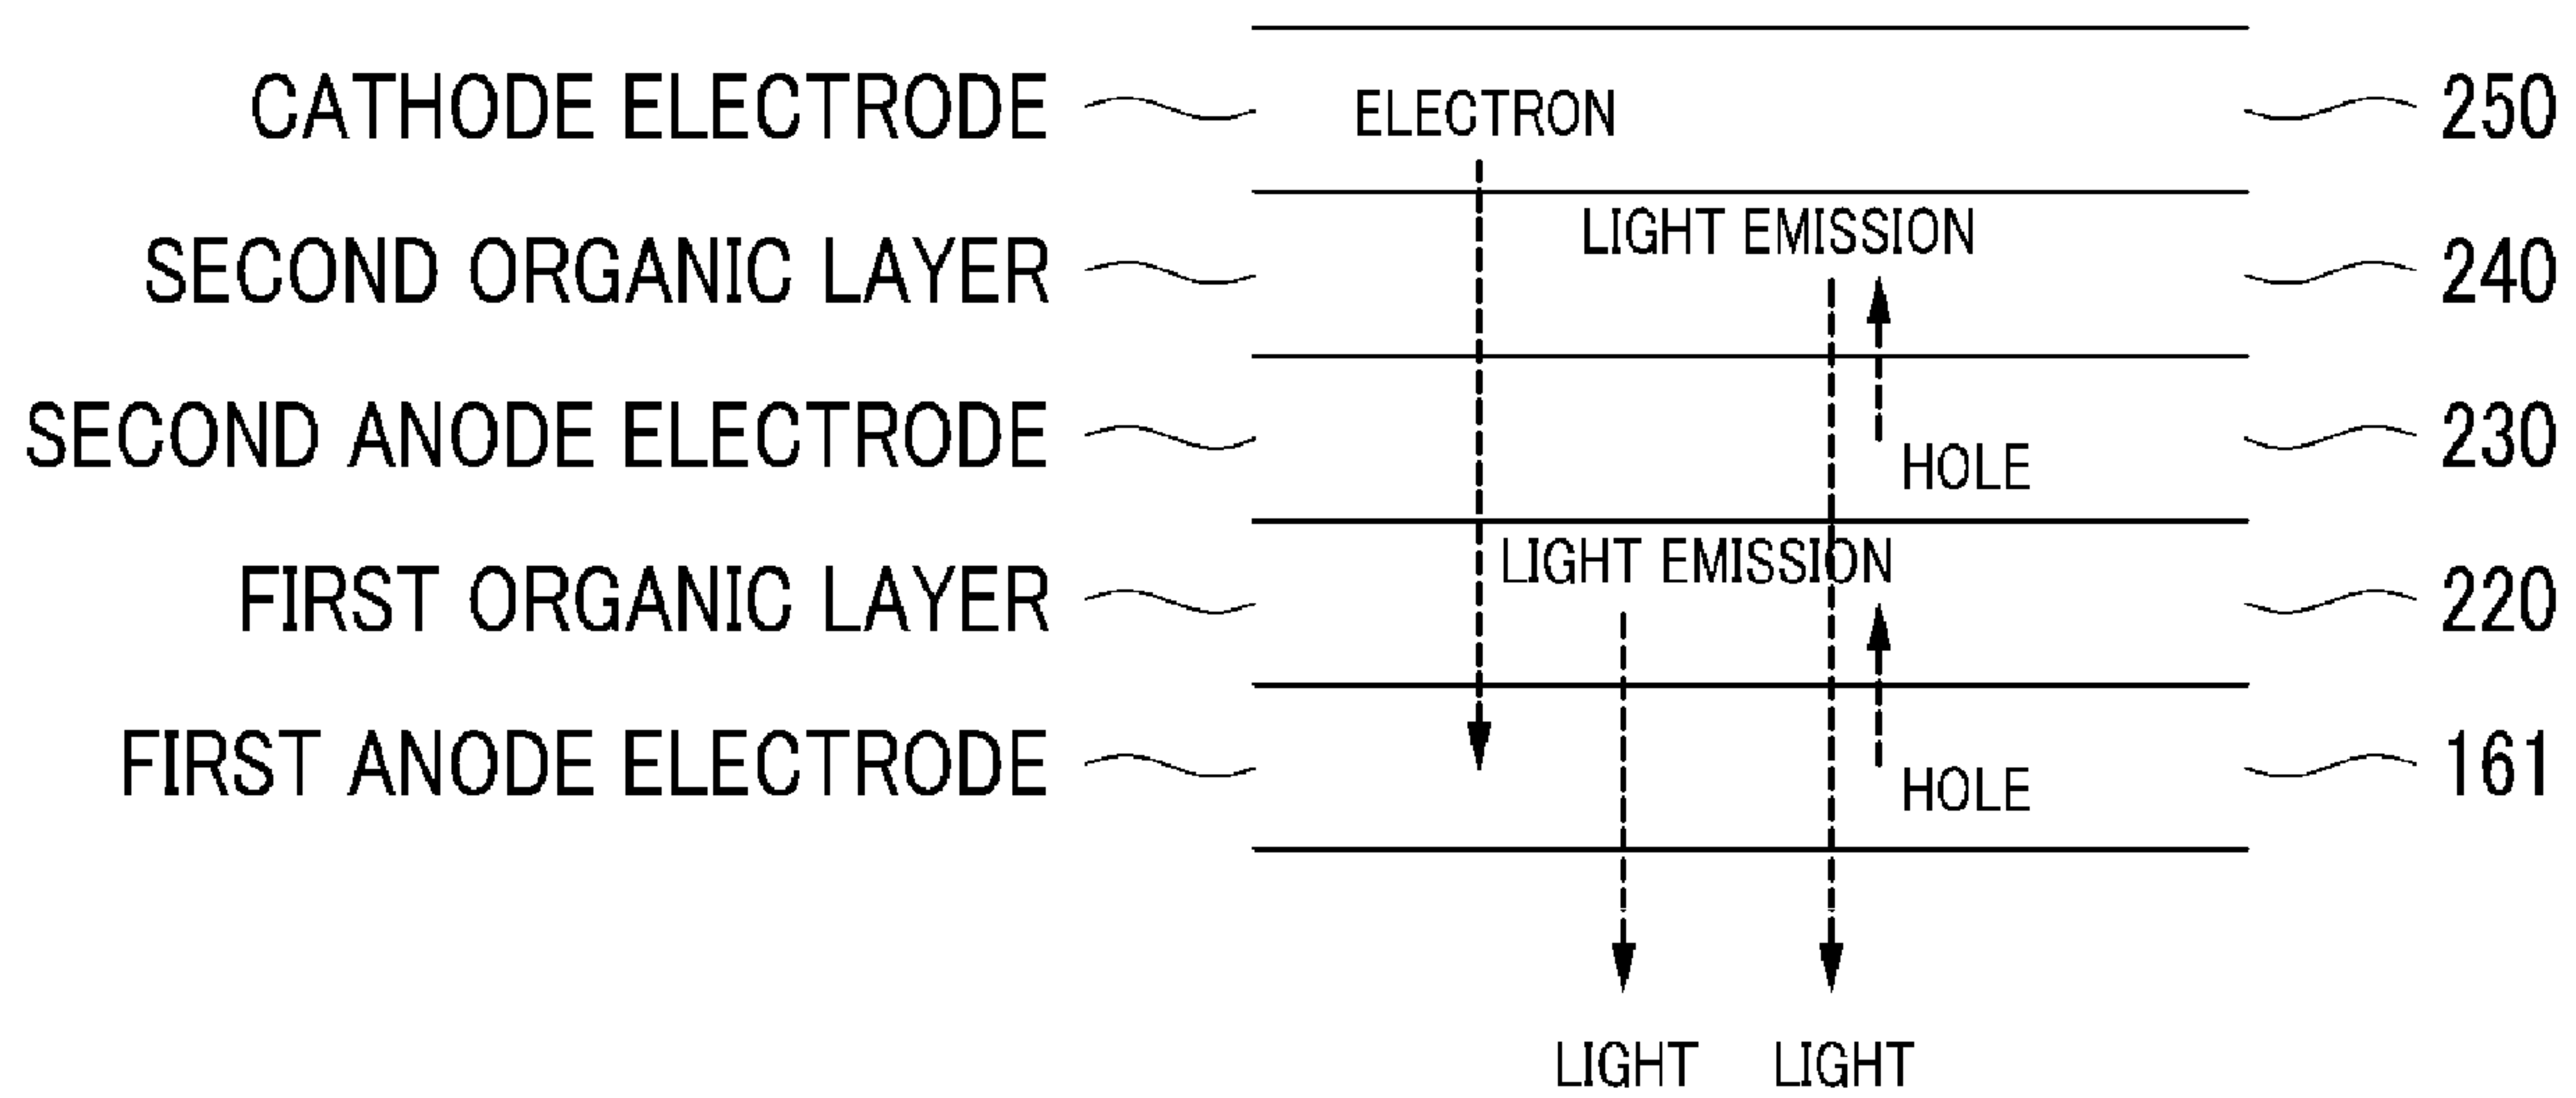 CATHODE ELECTRODE ELECTRON 250
SECOND ORGANIC LAYER LIGHT EMISSION 240
SECOND ANODE ELECTRODE HOLE 230
FIRST ORGANIC LAYER LIGHT EMISSION 220
FIRST ANODE ELECTRODE HOLE 161
LIGHT LIGHT